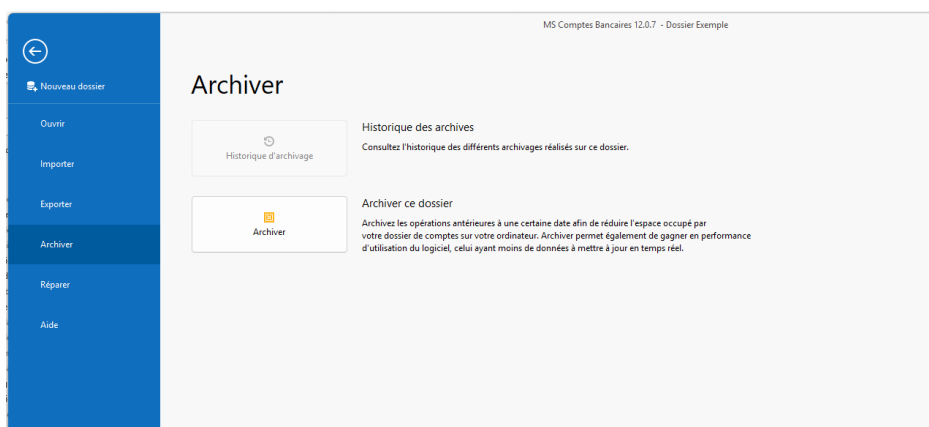 MS Comptes Bancaires 12.0.7 - Dossier Exemple
Nouveau dossier
Ouvrir
Importer
Exporter
Archiver
Réparer
Aide
Archiver
Historique d'archivage
Historique des archives
Consultez l'historique des différents archivages réalisés sur ce dossier.
Archiver
Archiver ce dossier
Archivez les opérations antérieures à une certaine date afin de réduire l'espace occupé par
votre dossier de comptes sur votre ordinateur. Archiver permet également de gagner en performance
d'utilisation du logiciel, celui ayant moins de données à mettre à jour en temps réel.